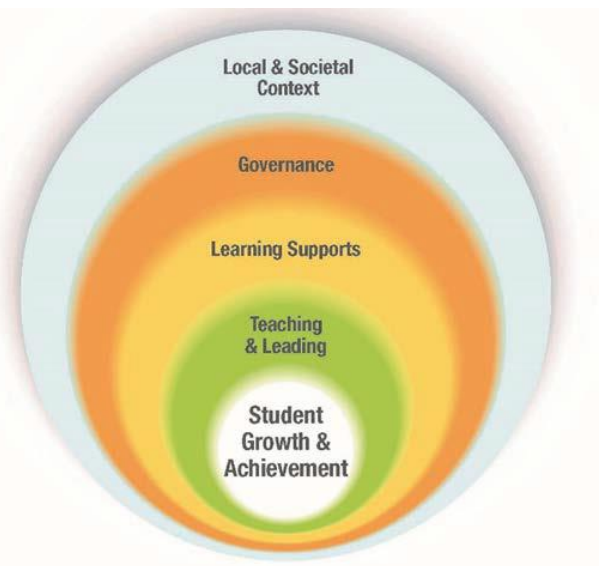 Local & Societal
Context
Governance
Learning Supports
Teaching
& Leading
Student
Growth &
Achievement